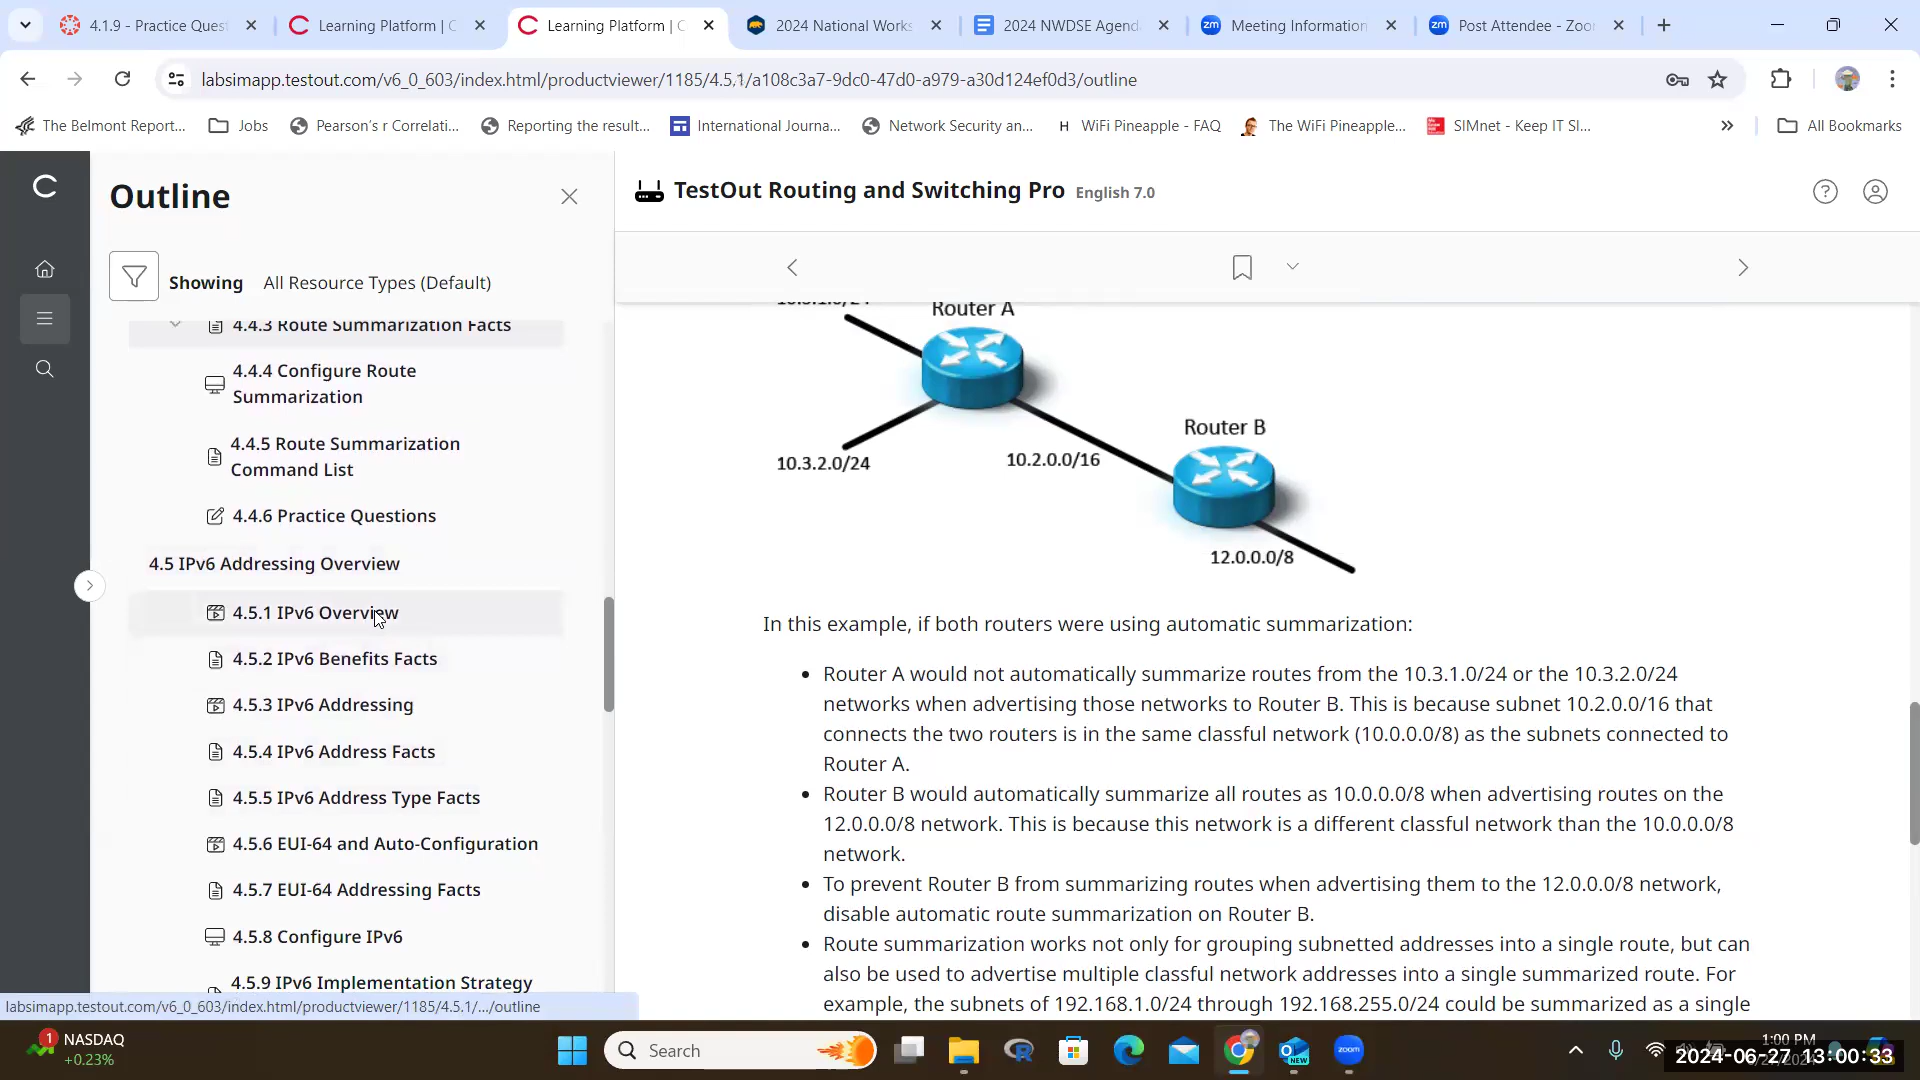 4.1.9 - Practice Quest
Learning Platform | C
Learning Platform | C
2024 National Works
2024 NWDSE Agend
Meeting Information
Post Attendee - Zoo
labsimapp.testout.com/v6_0_603/index.html/productviewer/1185/4.5.1/a108c3a7-9dc0-47d0-a979-a30d124ef0d3/outline
The Belmont Report...
Jobs
Pearson's r Correlati...
Reporting the result...
International Journa...
Network Security an...
WiFi Pineapple - FAQ
The WiFi Pineapple...
SIMnet - Keep IT SI...
All Bookmarks
Outline
TestOut Routing and Switching Pro English 7.0
Showing All Resource Types (Default)
4.4.3 Route Summarization Facts
4.4.4 Configure Route
Summarization
4.4.5 Route Summarization
Command List
4.4.6 Practice Questions
4.5 IPv6 Addressing Overview
4.5.1 IPv6 Overview
4.5.2 IPv6 Benefits Facts
4.5.3 IPv6 Addressing
4.5.4 IPv6 Address Facts
4.5.5 IPv6 Address Type Facts
4.5.6 EUI-64 and Auto-Configuration
4.5.7 EUI-64 Addressing Facts
4.5.8 Configure IPv6
4.5.9 IPv6 Implementation Strategy
labsimapp.testout.com/v6_0_603/index.html/productviewer/1185/4.5.1/.../outline
Router A
Router B
10.3.2.0/24
10.2.0.0/16
12.0.0.0/8
In this example, if both routers were using automatic summarization:
Router A would not automatically summarize routes from the 10.3.1.0/24 or the 10.3.2.0/24
networks when advertising those networks to Router B. This is because subnet 10.2.0.0/16 that
connects the two routers is in the same classful network (10.0.0.0/8) as the subnets connected to
Router A.
Router B would automatically summarize all routes as 10.0.0.0/8 when advertising routes on the
12.0.0.0/8 network. This is because this network is a different classful network than the 10.0.0.0/8
network.
To prevent Router B from summarizing routes when advertising them to the 12.0.0.0/8 network,
disable automatic route summarization on Router B.
Route summarization works not only for grouping subnetted addresses into a single route, but can
also be used to advertise multiple classful network addresses into a single summarized route. For
example, the subnets of 192.168.1.0/24 through 192.168.255.0/24 could be summarized as a single
1
NASDAQ
+0.23%
Search
NEW
zoom
1:00 PM
2024-06-27 13:00:33